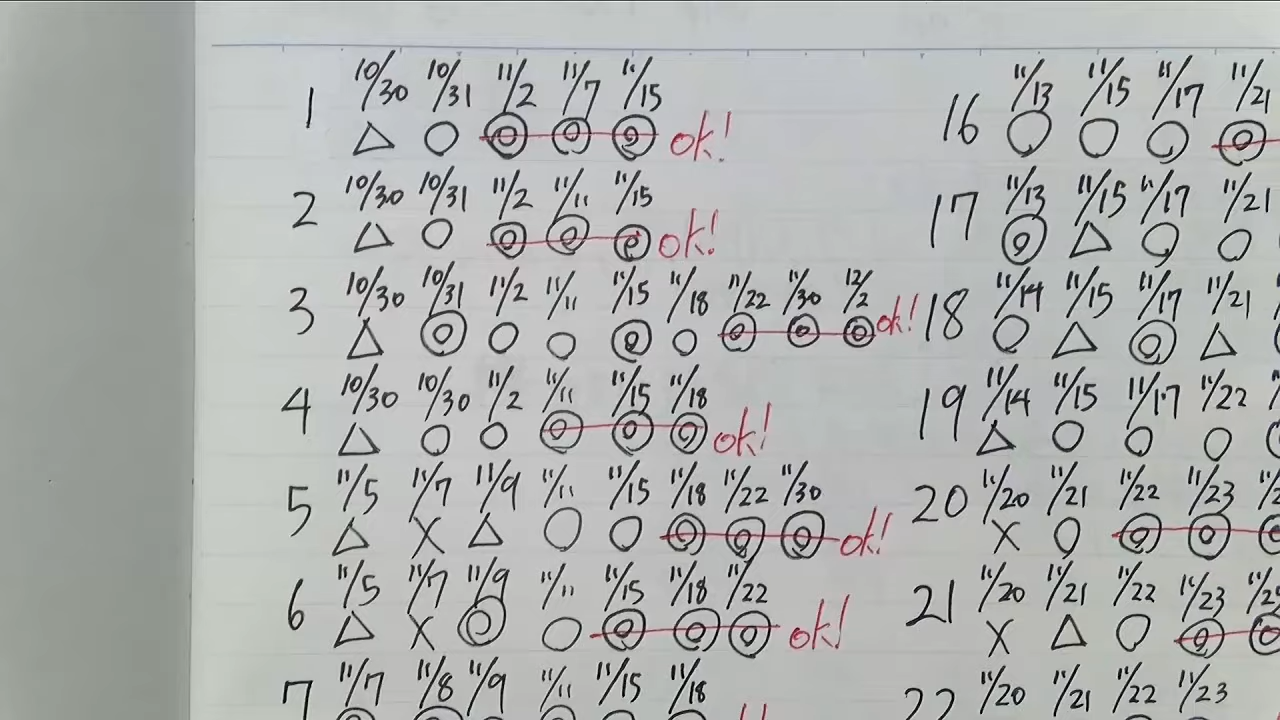 1 10/30 10/31 11/2 11/7 11/15
△ ○ ◎ ◎ ◎ ok!
2 10/30 10/31 11/2 11/11 11/15
△ ○ ◎ ◎ ◎ ok!
3 10/30 10/31 11/2 11/11 11/15 11/18 11/22 11/30 12/2
△ ◎ ○ ○ ◎ ○ ◎ ◎ ◎ ok!
4 10/30 10/30 11/2 11/11 11/15 11/18
△ ○ ○ ◎ ◎ ◎ ok!
5 11/5 11/7 11/9 11/11 11/15 11/18 11/22 11/30
△ X △ ○ ○ ◎ ◎ ◎ ok!
6 11/5 11/7 11/9 11/11 11/15 11/18 11/22
△ X ◎ ○ ◎ ◎ ◎ ok!
7 11/7 11/8 11/9 11/11 11/15 11/18
16 11/13 11/15 11/17 11/21
○ ○ ○ ◎
17 11/13 11/15 11/17 11/21
◎ △ ○ ○
18 11/14 11/15 11/17 11/21
○ △ ◎ △
19 11/14 11/15 11/17 11/22
△ ○ ○ ○
20 11/20 11/21 11/22 11/23
X ○ ◎ ◎ ◎
21 11/20 11/21 11/22 11/23
X △ ○ ◎ ◎
22 11/20 11/21 11/22 11/23